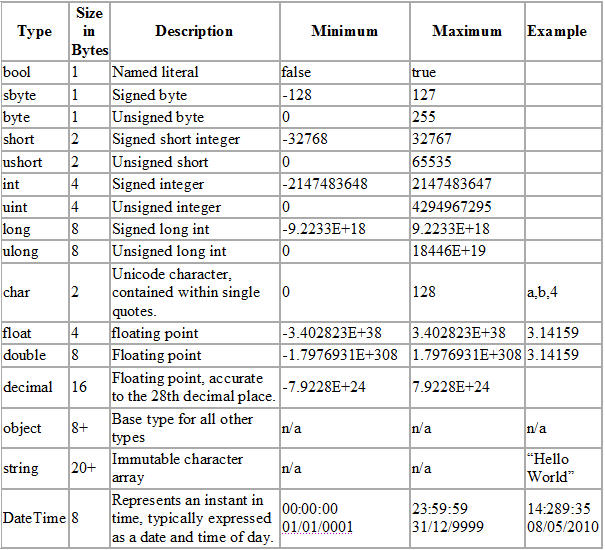 Type Size in Bytes Description Minimum Maximum Example
bool 1 Named literal false true
sbyte 1 Signed byte -128 127
byte 1 Unsigned byte 0 255
short 2 Signed short integer -32768 32767
ushort 2 Unsigned short 0 65535
int 4 Signed integer -2147483648 2147483647
uint 4 Unsigned integer 0 4294967295
long 8 Signed long int -9.2233E+18 9.2233E+18
ulong 8 Unsigned long int 0 18446E+19
char 2 Unicode character, contained within single quotes. 0 128 a,b,4
float 4 floating point -3.402823E+38 3.402823E+38 3.14159
double 8 Floating point -1.7976931E+308 1.7976931E+308 3.14159
decimal 16 Floating point, accurate to the 28th decimal place. -7.9228E+24 7.9228E+24
object 8+ Base type for all other types n/a n/a n/a
string 20+ Immutable character array n/a n/a “Hello World”
DateTime 8 Represents an instant in time, typically expressed as a date and time of day. 00:00:00 01/01/0001 23:59:59 31/12/9999 14:289:35 08/05/2010